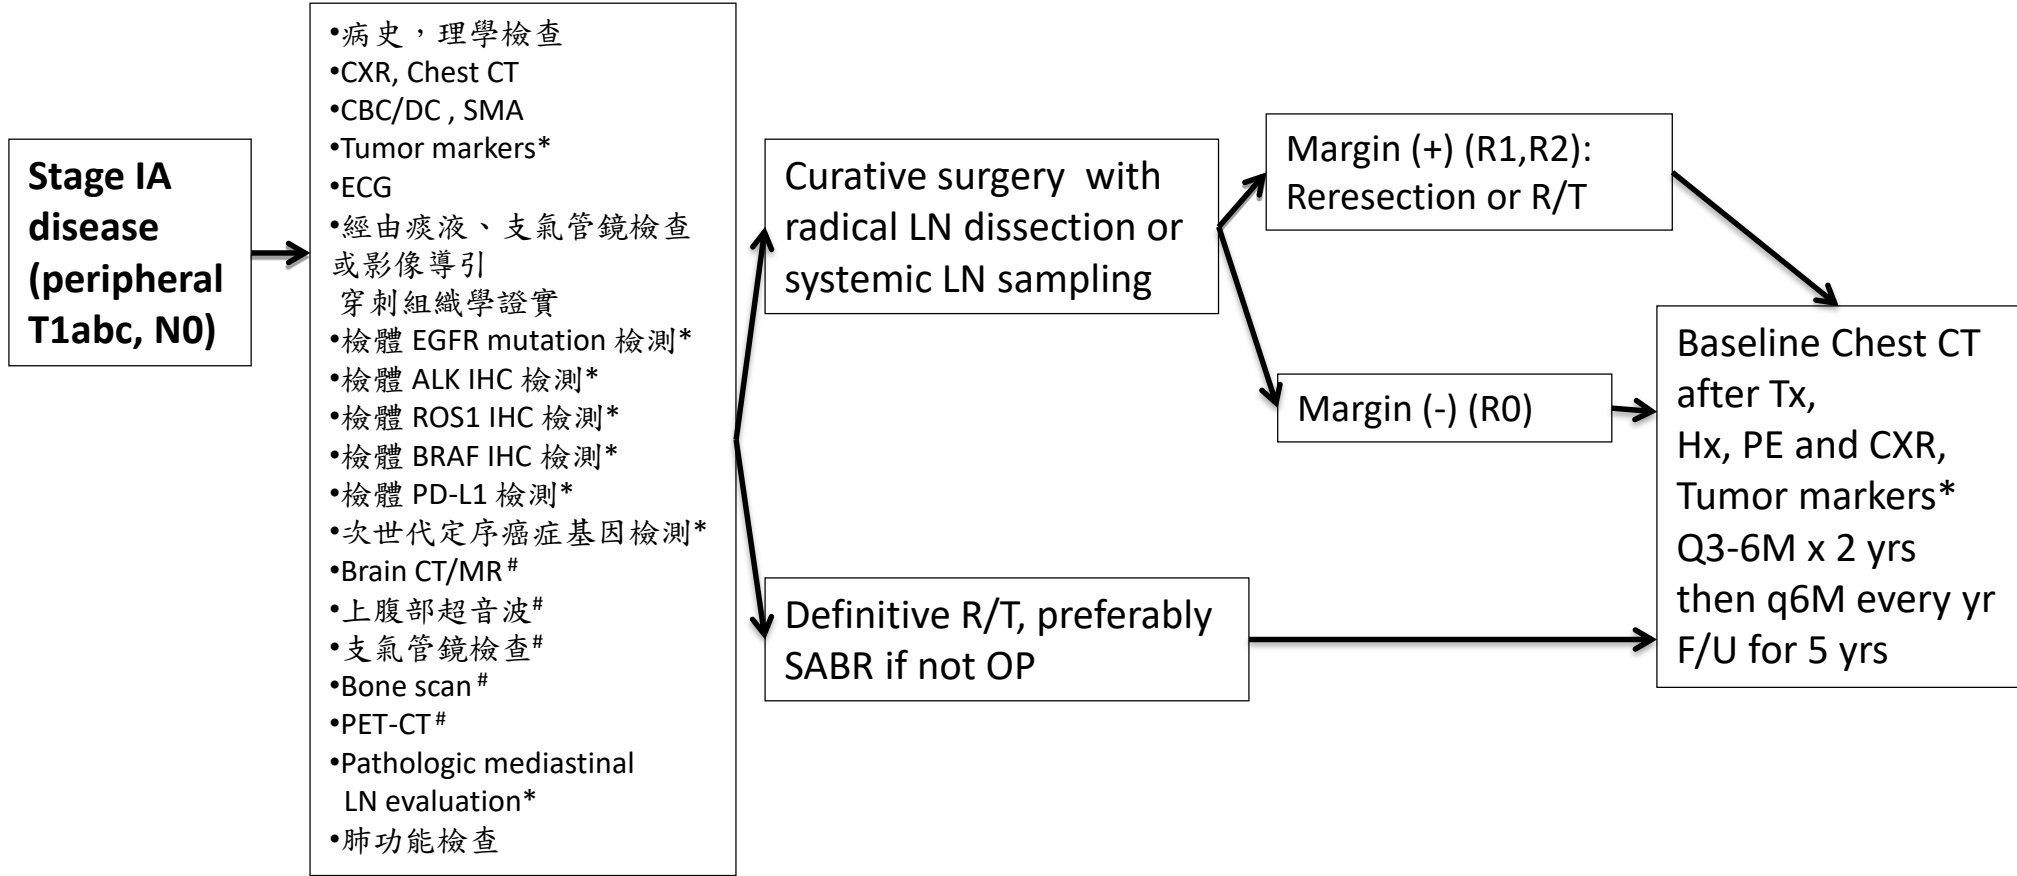 Stage IA
disease
(peripheral
T1abc, N0)
•病史，理學檢查
•CXR, Chest CT
•CBC/DC , SMA
•Tumor markers*
•ECG
•經由痰液、支氣管鏡檢查
或影像導引
穿刺組織學證實
•檢體 EGFR mutation 檢測*
•檢體 ALK IHC 檢測*
•檢體 ROS1 IHC 檢測*
•檢體 BRAF IHC 檢測*
•檢體 PD-L1 檢測*
•次世代定序癌症基因檢測*
•Brain CT/MR#
•上腹部超音波#
•支氣管鏡檢查#
•Bone scan#
•PET-CT#
•Pathologic mediastinal
LN evaluation*
•肺功能檢查
Curative surgery with
radical LN dissection or
systemic LN sampling
Definitive R/T, preferably
SABR if not OP
Margin (+) (R1,R2):
Reresection or R/T
Margin (-) (R0)
Baseline Chest CT
after Tx,
Hx, PE and CXR,
Tumor markers*
Q3-6M x 2 yrs
then q6M every yr
F/U for 5 yrs